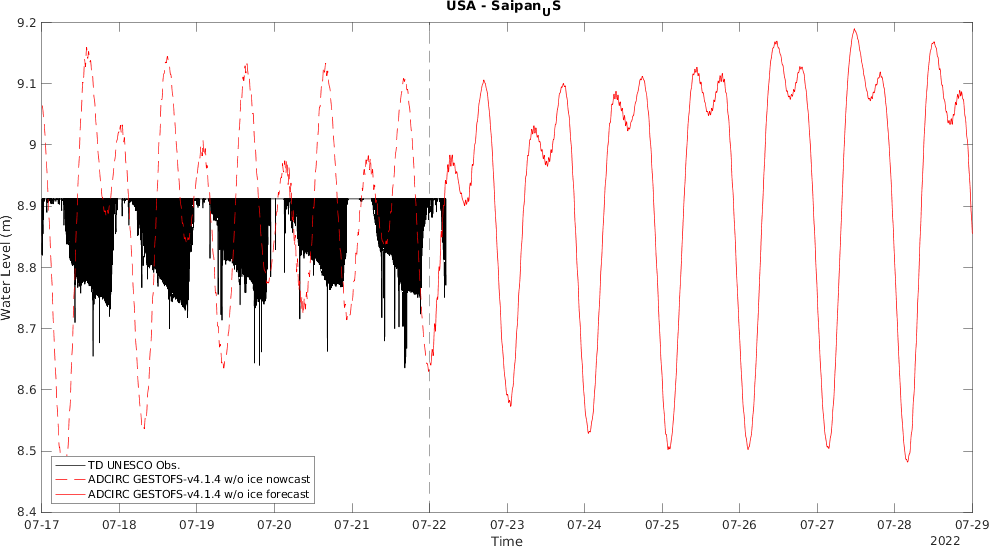 USA - Saipan_US
9.2
9.1
9
8.9
8.8
8.7
8.6
8.5
8.4
Water Level (m)
TD UNESCO Obs.
ADCIRC GESTOFS-v4.1.4 w/o ice nowcast
ADCIRC GESTOFS-v4.1.4 w/o ice forecast
07-17 07-18 07-19 07-20 07-21 07-22 07-23 07-24 07-25 07-26 07-27 07-28 07-29
Time
2022